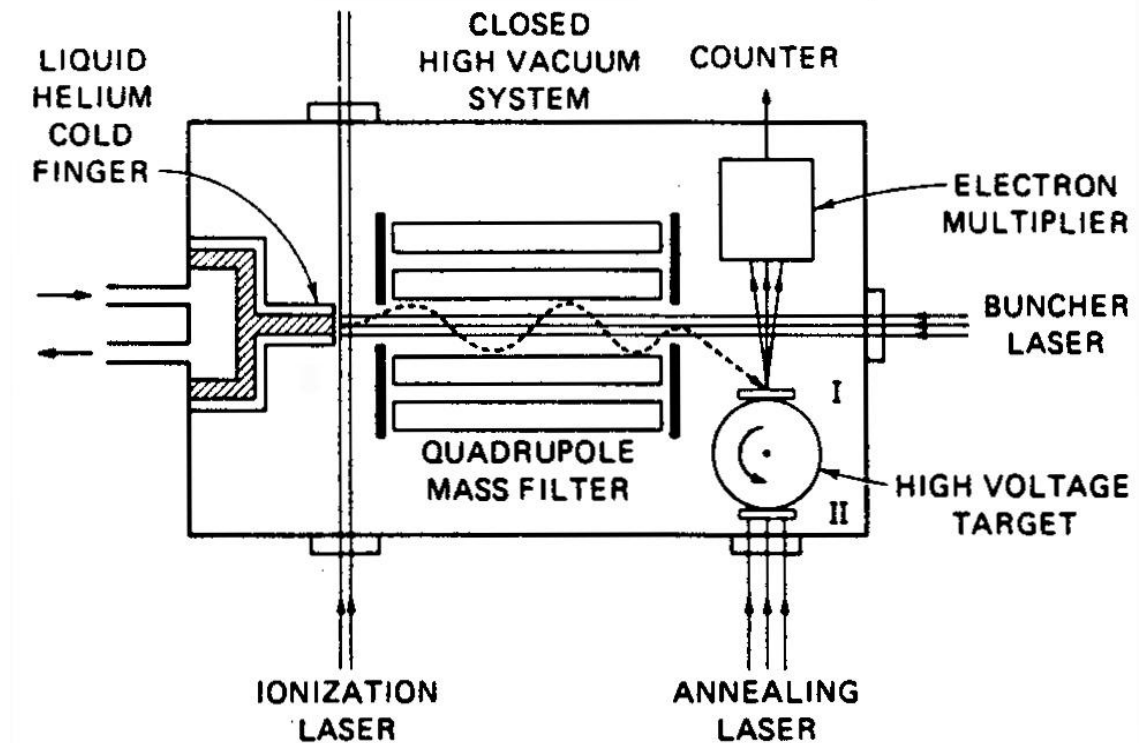 LIQUID
HELIUM
COLD
FINGER
CLOSED
HIGH VACUUM
SYSTEM
COUNTER
ELECTRON
MULTIPLIER
BUNCHER
LASER
I
QUADRUPOLE
MASS FILTER
II
HIGH VOLTAGE
TARGET
IONIZATION
LASER
ANNEALING
LASER